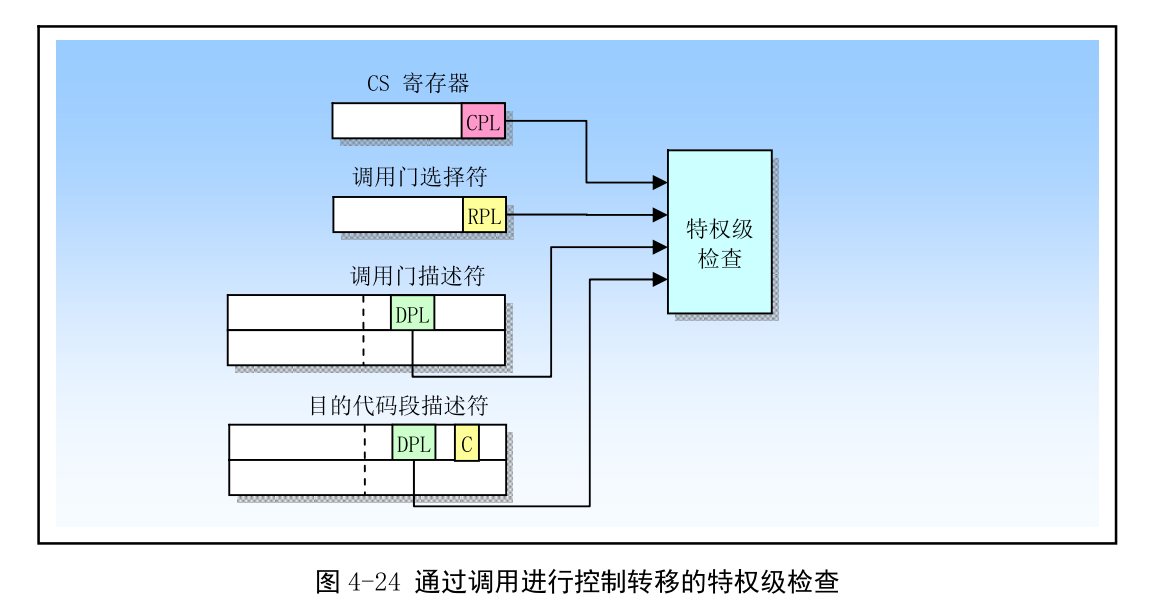 CS 寄存器
CPL
调用门选择符
RPL
特权级
检查
调用门描述符
DPL
目的代码段描述符
DPL
C
图 4-24 通过调用进行控制转移的特权级检查